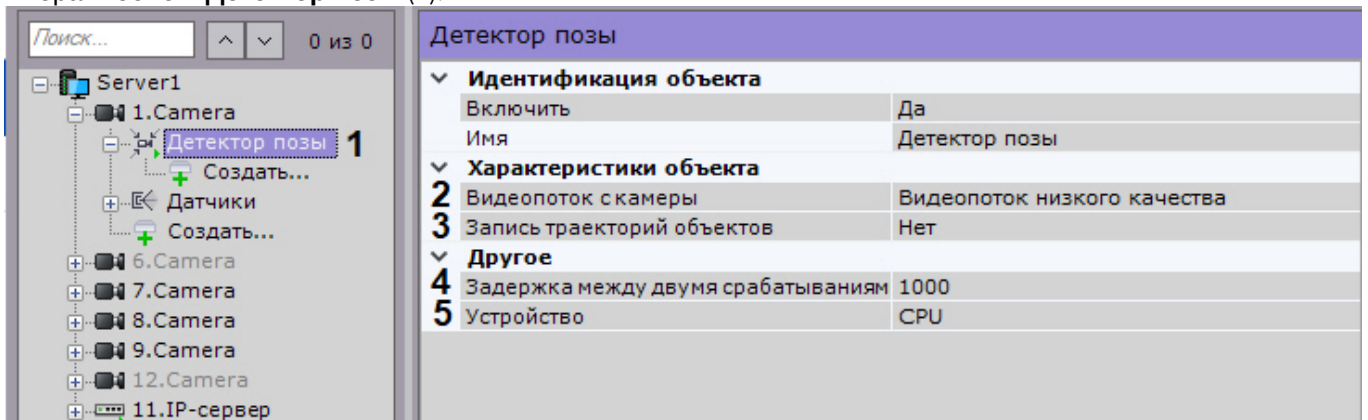 Поиск...
0 из 0
Server1
1.Camera
Детектор позы 1
Создать...
Датчики
Создать...
6.Camera
7.Camera
8.Camera
9.Camera
12.Camera
11.IP-сервер
Детектор позы
Идентификация объекта
Включить Да
Имя Детектор позы
Характеристики объекта
2 Видеопоток с камеры Видеопоток низкого качества
3 Запись траекторий объектов Нет
Другое
4 Задержка между двумя срабатываниям 1000
5 Устройство CPU